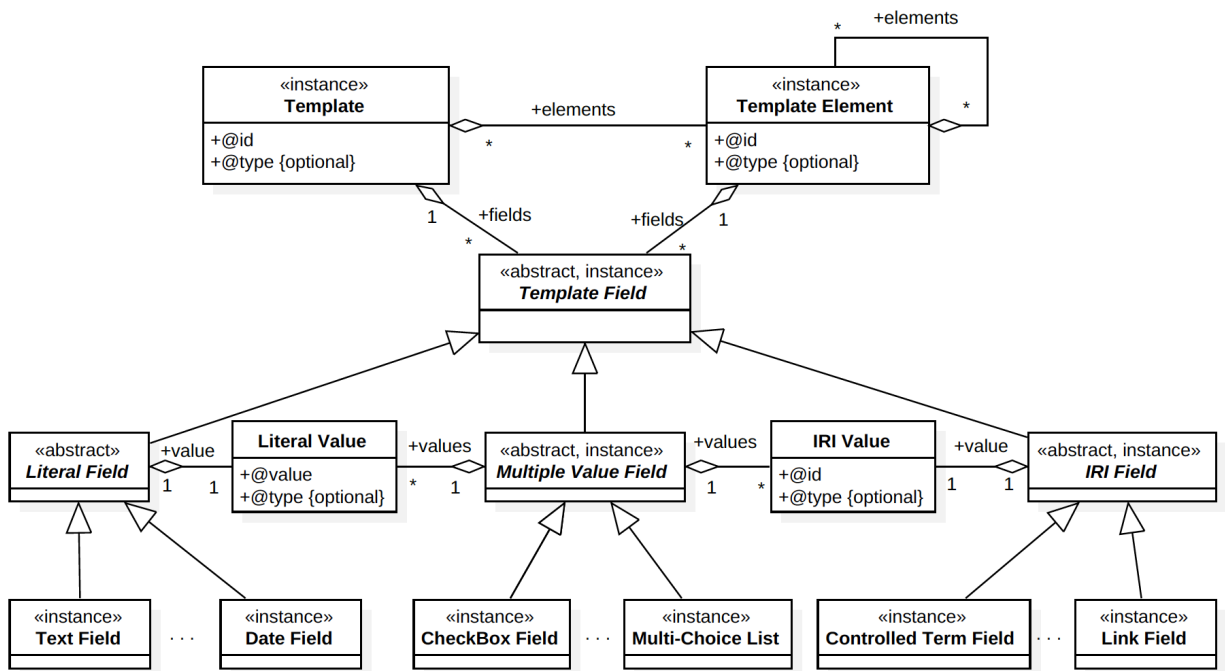 +elements
*
«instance»
Template
+@id
+@type {optional}
+elements
*
*
«instance»
Template Element
+@id
+@type {optional}
*
1
+fields
*
+fields
1
*
«abstract, instance»
Template Field
«abstract»
Literal Field
+value
1
1
Literal Value
+@value
+@type {optional}
+values
*
1
«abstract, instance»
Multiple Value Field
+values
1
*
IRI Value
+@id
+@type {optional}
+value
1
1
«abstract, instance»
IRI Field
«instance»
Text Field
. . .
«instance»
Date Field
«instance»
CheckBox Field
. . .
«instance»
Multi-Choice List
«instance»
Controlled Term Field
. . .
«instance»
Link Field